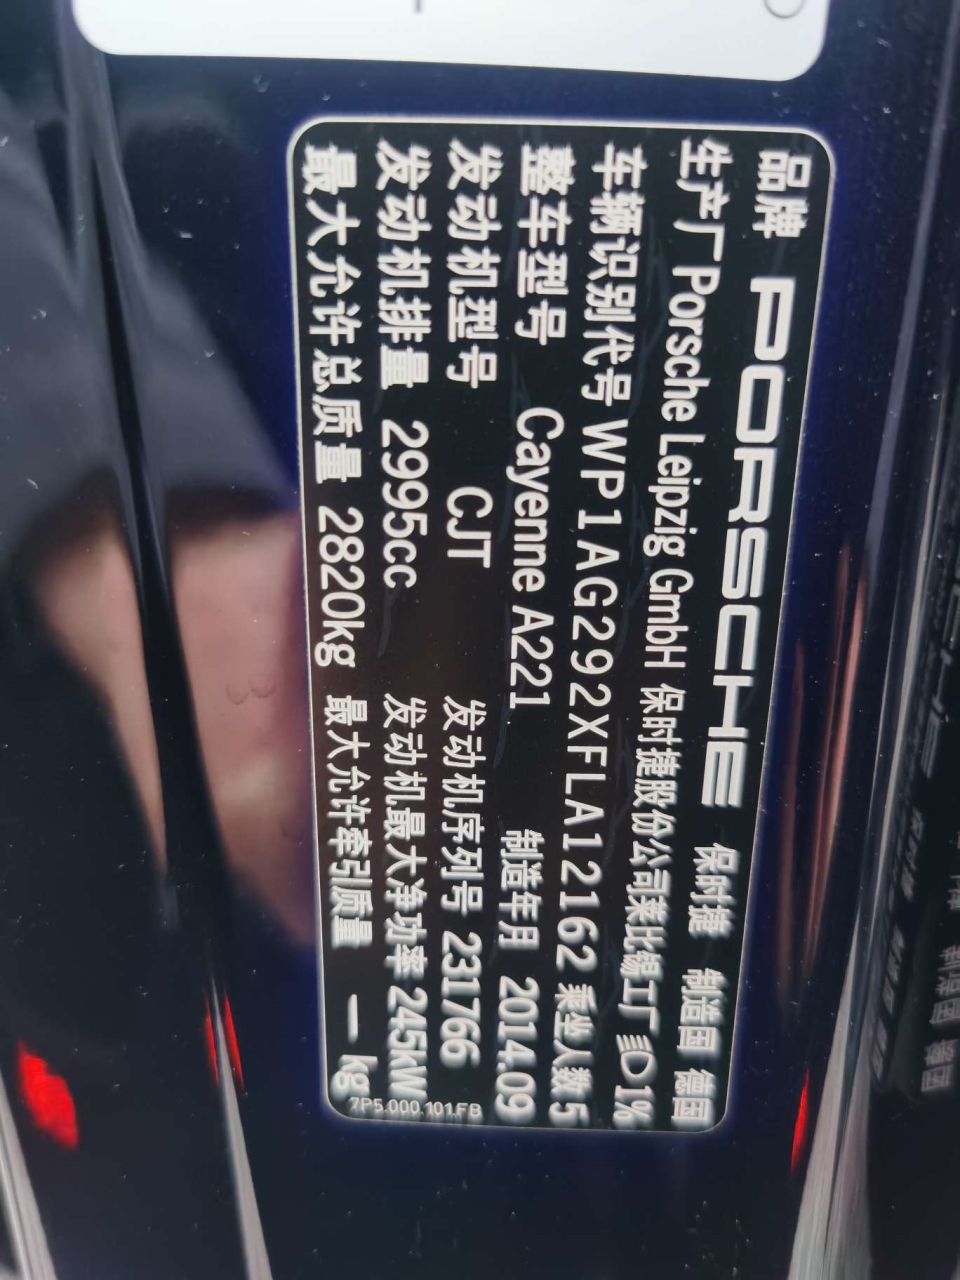 品牌 PORSCHE 保时捷 制造国 德国
生产厂 Porsche Leipzig GmbH 保时捷股份公司莱比锡工厂 1%
车辆识别代号 WP1AG292XFLA12162 乘坐人数 5
整车型号 Cayenne A221 制造年月 2014.09
发动机型号 CJT 发动机序列号 231766
发动机排量 2995cc 发动机最大净功率 245kW
最大允许总质量 2820kg 最大允许牵引质量 — kg
7P5.000.101.FB